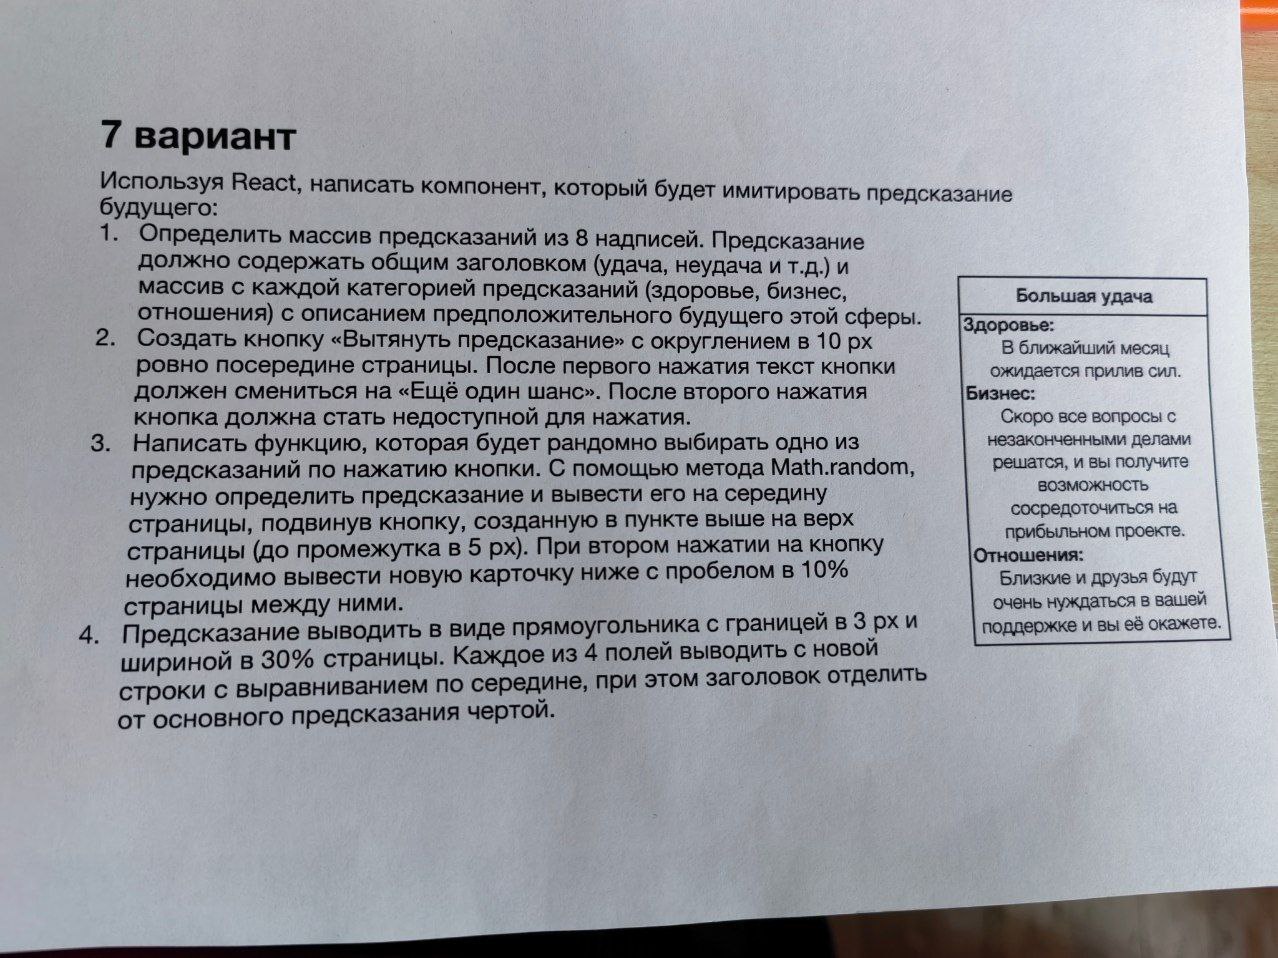 7 вариант
Используя React, написать компонент, который будет имитировать предсказание
будущего:
1. Определить массив предсказаний из 8 надписей. Предсказание
должно содержать общим заголовком (удача, неудача и т.д.) и
массив с каждой категорией предсказаний (здоровье, бизнес,
отношения) с описанием предположительного будущего этой сферы.
2. Создать кнопку «Вытянуть предсказание» с округлением в 10 px
ровно посередине страницы. После первого нажатия текст кнопки
должен смениться на «Ещё один шанс». После второго нажатия
кнопка должна стать недоступной для нажатия.
3. Написать функцию, которая будет рандомно выбирать одно из
предсказаний по нажатию кнопки. С помощью метода Math.random,
нужно определить предсказание и вывести его на середину
страницы, подвинув кнопку, созданную в пункте выше на верх
страницы (до промежутка в 5 px). При втором нажатии на кнопку
необходимо вывести новую карточку ниже с пробелом в 10%
страницы между ними.
4. Предсказание выводить в виде прямоугольника с границей в 3 px и
шириной в 30% страницы. Каждое из 4 полей выводить с новой
строки с выравниванием по середине, при этом заголовок отделить
от основного предсказания чертой.
Большая удача
Здоровье:
В ближайший месяц
ожидается прилив сил.
Бизнес:
Скоро все вопросы с
незаконченными делами
решатся, и вы получите
возможность
сосредоточиться на
прибыльном проекте.
Отношения:
Близкие и друзья будут
очень нуждаться в вашей
поддержке и вы её окажете.